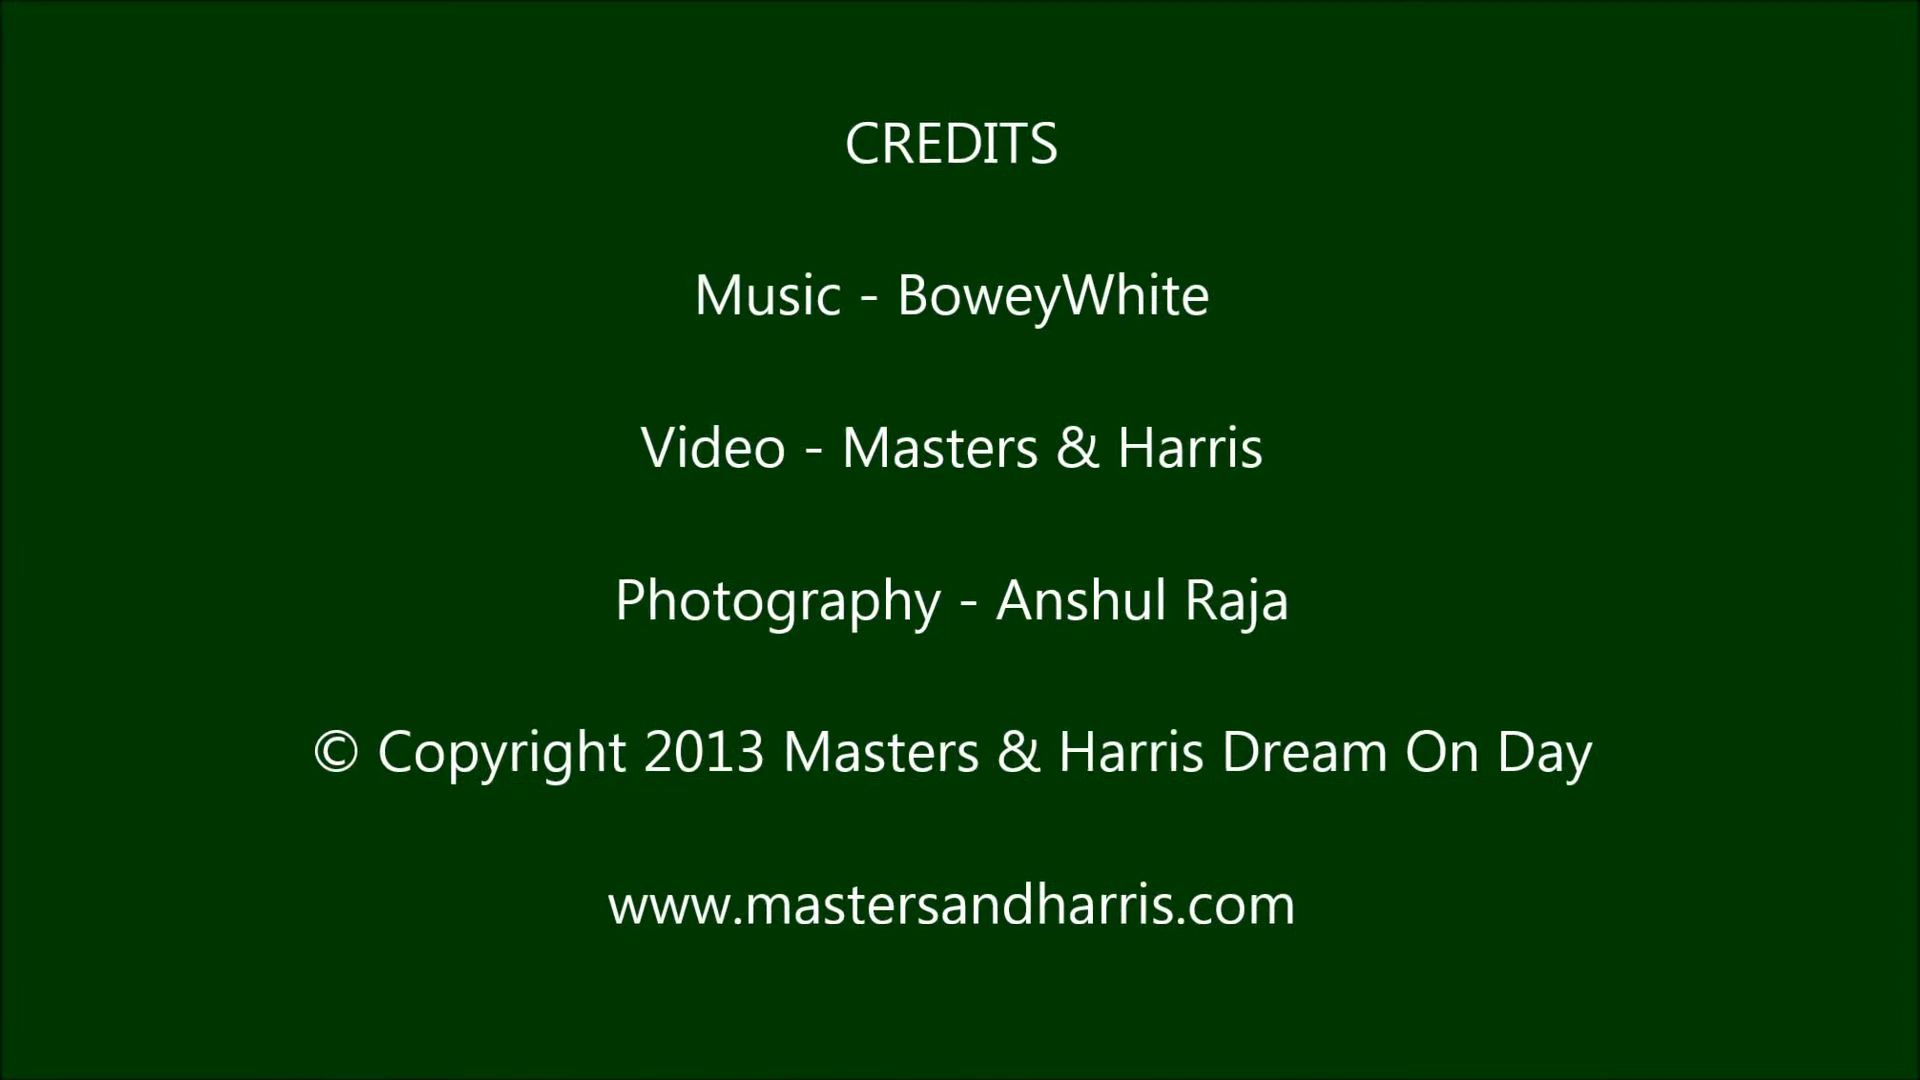 CREDITS
Music - BoweyWhite
Video - Masters & Harris
Photography - Anshul Raja
© Copyright 2013 Masters & Harris Dream On Day
www.mastersandharris.com